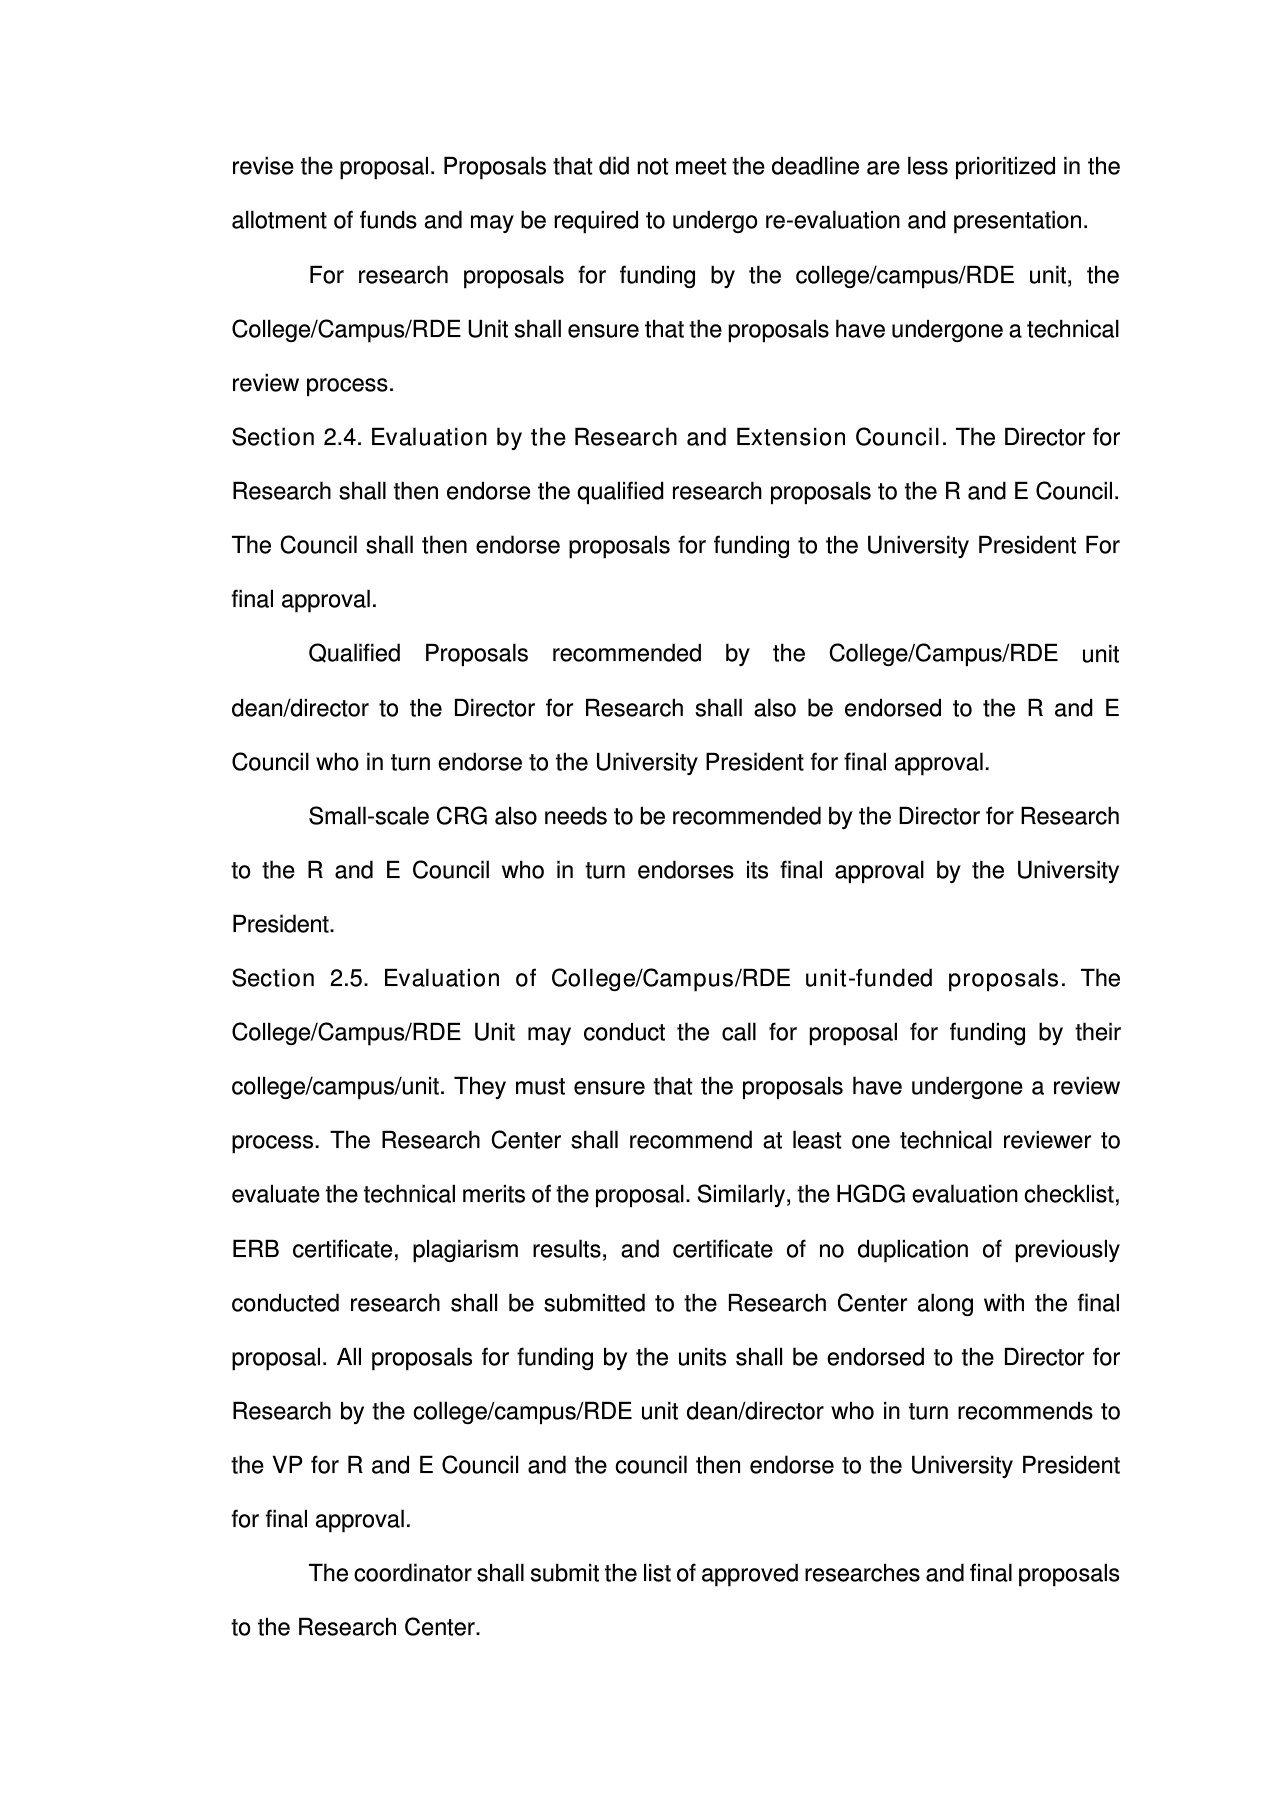 revise the proposal. Proposals that did not meet the deadline are less prioritized in the
allotment of funds and may be required to undergo re-evaluation and presentation.
For research proposals for funding by the college/campus/RDE unit, the
College/Campus/RDE Unit shall ensure that the proposals have undergone a technical
review process.
Section 2.4. Evaluation by the Research and Extension Council. The Director for
Research shall then endorse the qualified research proposals to the R and E Council.
The Council shall then endorse proposals for funding to the University President For
final approval.
Qualified Proposals recommended by the College/Campus/RDE unit
dean/director to the Director for Research shall also be endorsed to the R and E
Council who in turn endorse to the University President for final approval.
Small-scale CRG also needs to be recommended by the Director for Research
to the R and E Council who in turn endorses its final approval by the University
President.
Section 2.5. Evaluation of College/Campus/RDE unit-funded proposals. The
College/Campus/RDE Unit may conduct the call for proposal for funding by their
college/campus/unit. They must ensure that the proposals have undergone a review
process. The Research Center shall recommend at least one technical reviewer to
evaluate the technical merits of the proposal. Similarly, the HGDG evaluation checklist,
ERB certificate, plagiarism results, and certificate of no duplication of previously
conducted research shall be submitted to the Research Center along with the final
proposal. All proposals for funding by the units shall be endorsed to the Director for
Research by the college/campus/RDE unit dean/director who in turn recommends to
the VP for R and E Council and the council then endorse to the University President
for final approval.
The coordinator shall submit the list of approved researches and final proposals
to the Research Center.